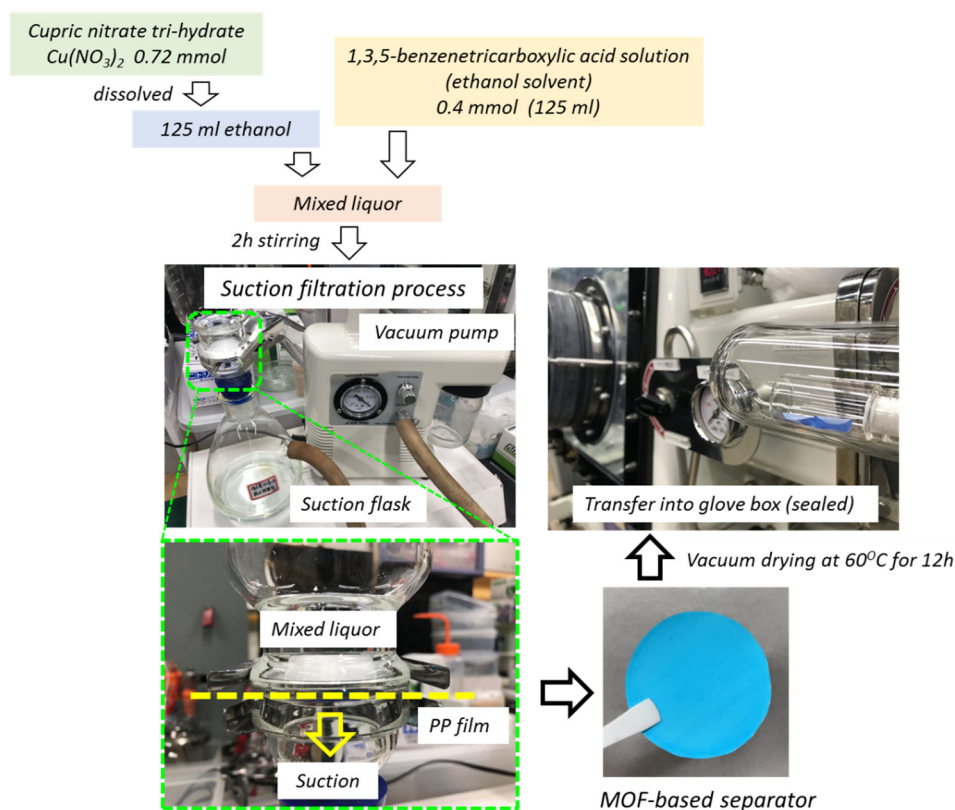 Cupric nitrate tri-hydrate
Cu(NO₃)₂ 0.72 mmol
1,3,5-benzenetricarboxylic acid solution
(ethanol solvent)
0.4 mmol (125 ml)
dissolved
125 ml ethanol
Mixed liquor
2h stirring
Suction filtration process
Vacuum pump
Suction flask
Transfer into glove box (sealed)
Vacuum drying at 60⁰C for 12h
Mixed liquor
PP film
Suction
MOF-based separator